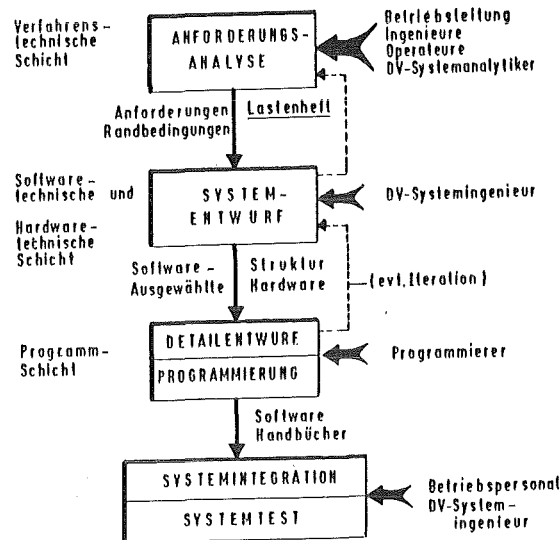 Verfahrens-
technische
Schicht
ANFORDERUNGS-
ANALYSE
Betriebsleitung
Ingenieure
Operateure
DV-Systemanalytiker
Anforderungen
Randbedingungen
Lastenheft
Software-
technische und
Hardware-
technische
Schicht
SYSTEM-
ENTWURF
DV-Systemingenieur
Software-
Ausgewählte
Struktur
Hardware
(evt. Iteration)
Programm-
Schicht
DETAILENTWURF
PROGRAMMIERUNG
Programmierer
Software
Handbücher
SYSTEMINTEGRATION
SYSTEMTEST
Betriebspersonal
DV-System-
ingenieur